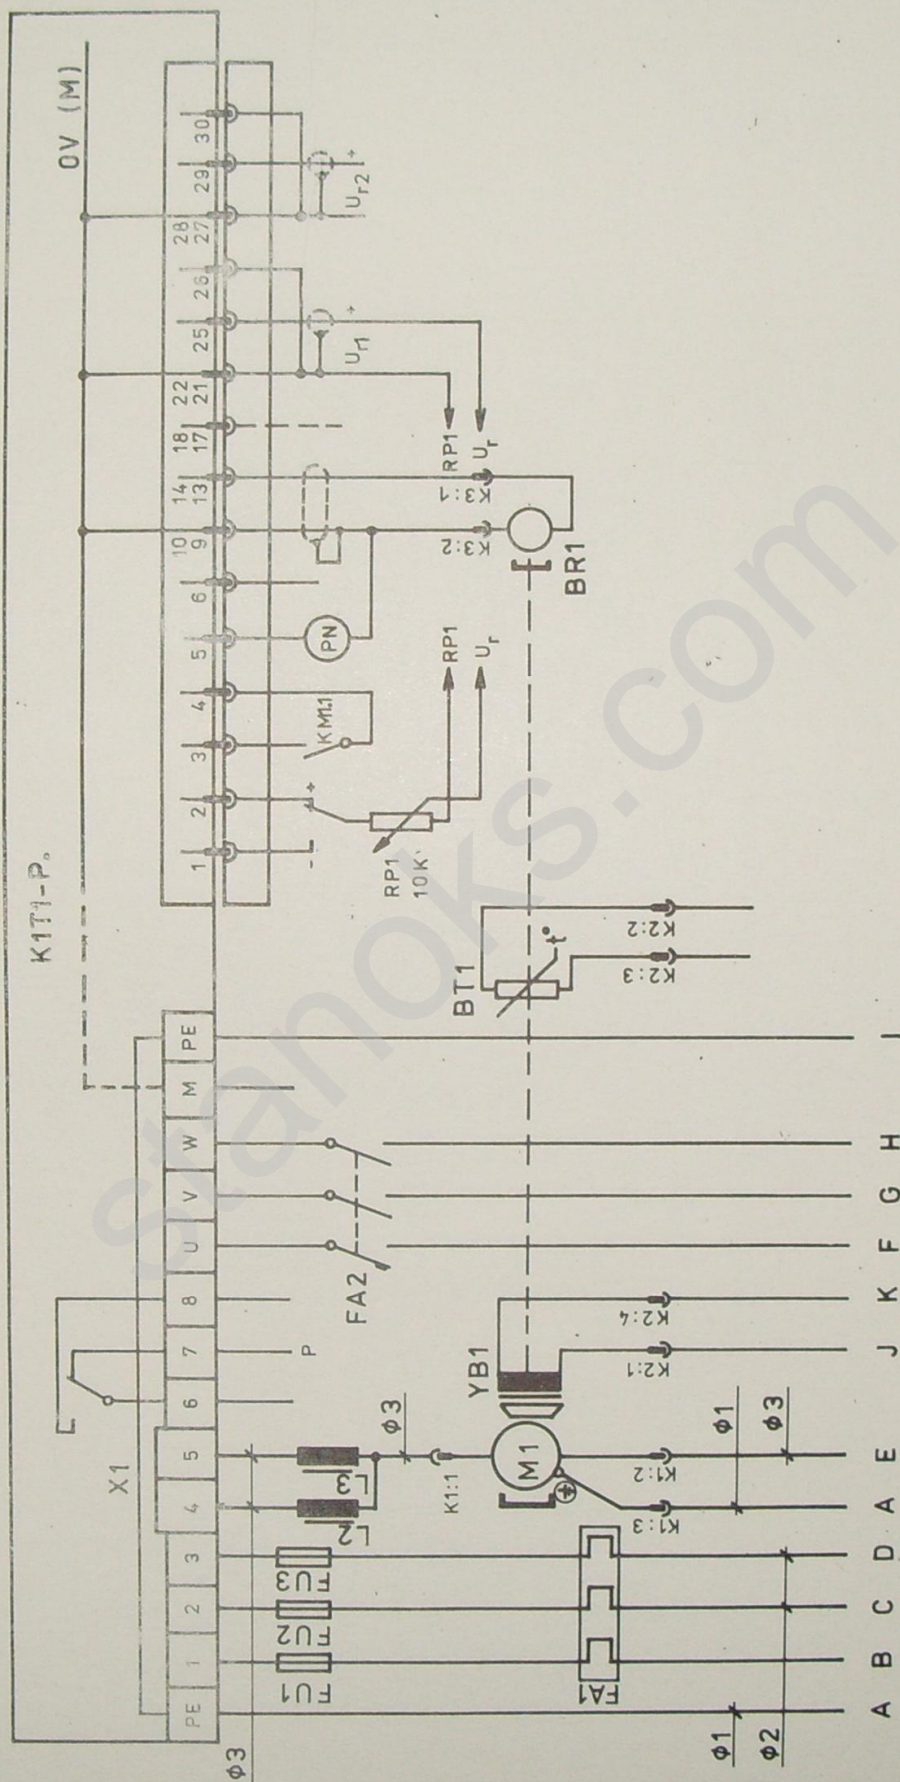 K1T1-P.
0V (M)
X1
PE 1 2 3 4 5 6 7 8 U V W M PE
1 2 3 4 5 6 9 10 13 14 17 18 21 22 25 26 27 28 29 30
φ3
P
FU1
FU2
FU3
L2
L3
φ3
FA2
RP1
10K
- +
KM1:1
PN
Ur1 +
Ur2 +
RP1
Ur
RP1
Ur
K3:2
K3:1
BR1
BT1
t°
K2:3
K2:2
YB1
K2:1
K2:4
K1:1
M1
K1:3
K1:2
FA1
φ1
φ2
φ1
φ3
A B C D A E J K F G H I
stanoks.com